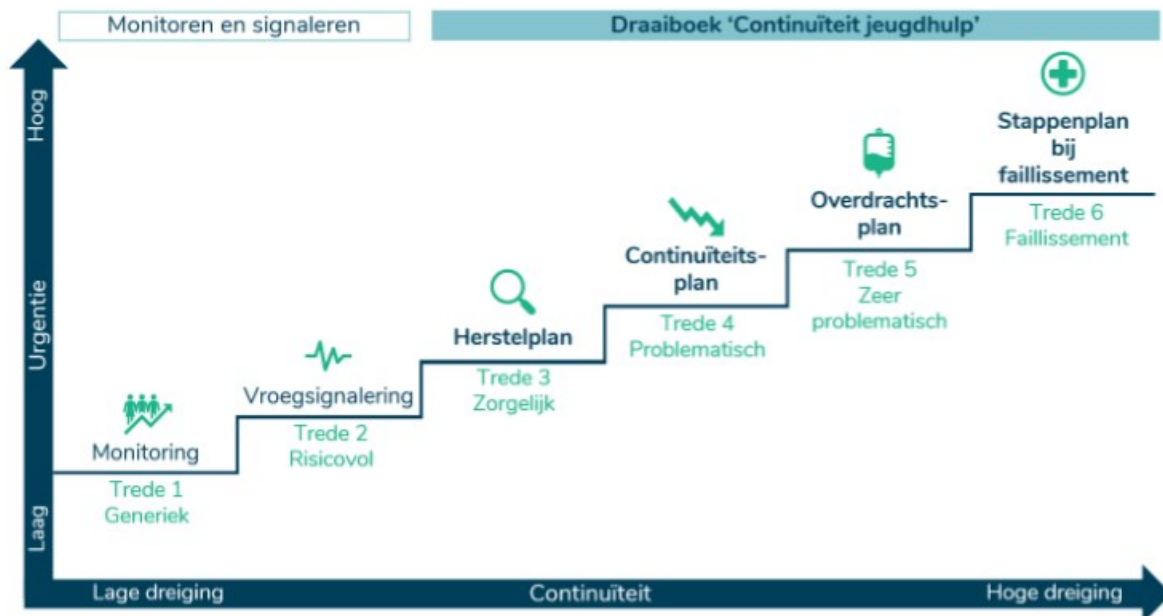 Monitoren en signaleren
Draaiboek ‘Continuïteit jeugdhulp’
Hoog
Urgentie
Laag
Monitoring
Trede 1
Generiek
Vroegsignalering
Trede 2
Risicovol
Herstelplan
Trede 3
Zorgelijk
Continuïteits-
plan
Trede 4
Problematisch
Overdrachts-
plan
Trede 5
Zeer
problematisch
Stappenplan
bij
faillissement
Trede 6
Faillissement
Lage dreiging
Continuïteit
Hoge dreiging